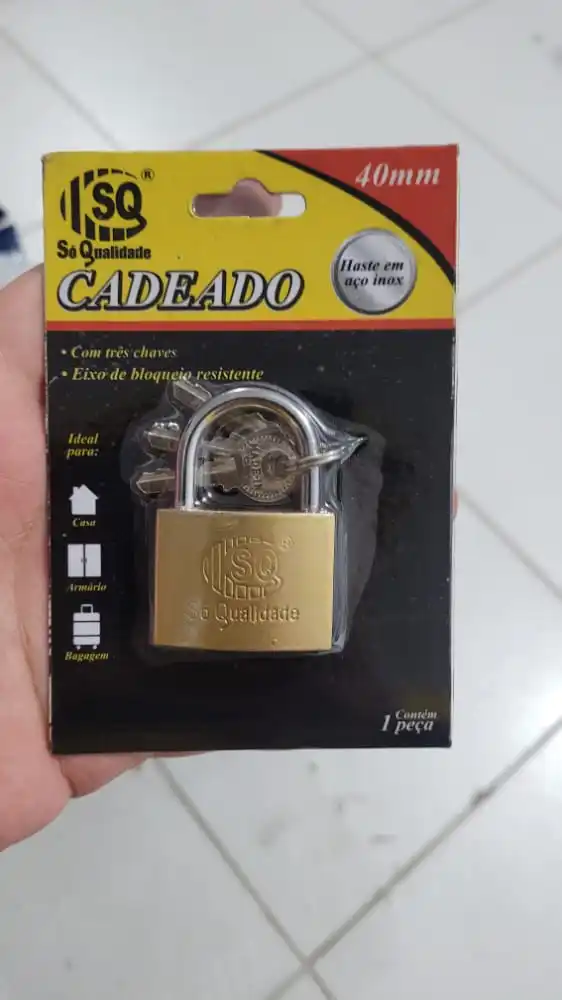 SQ®
Só Qualidade
CADEADO
40mm
Haste em
aço inox
• Com três chaves
• Eixo de bloqueio resistente
Ideal
para:
Casa
Armário
Bagagem
SQ®
Só Qualidade
Contém
1 peça